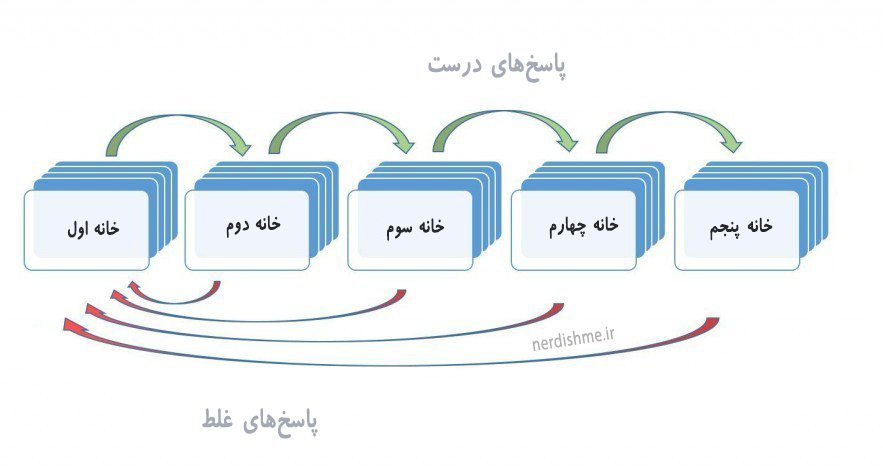 پاسخ‌های درست
خانه اول
خانه دوم
خانه سوم
خانه چهارم
خانه پنجم
nerdishme.ir
پاسخ‌های غلط